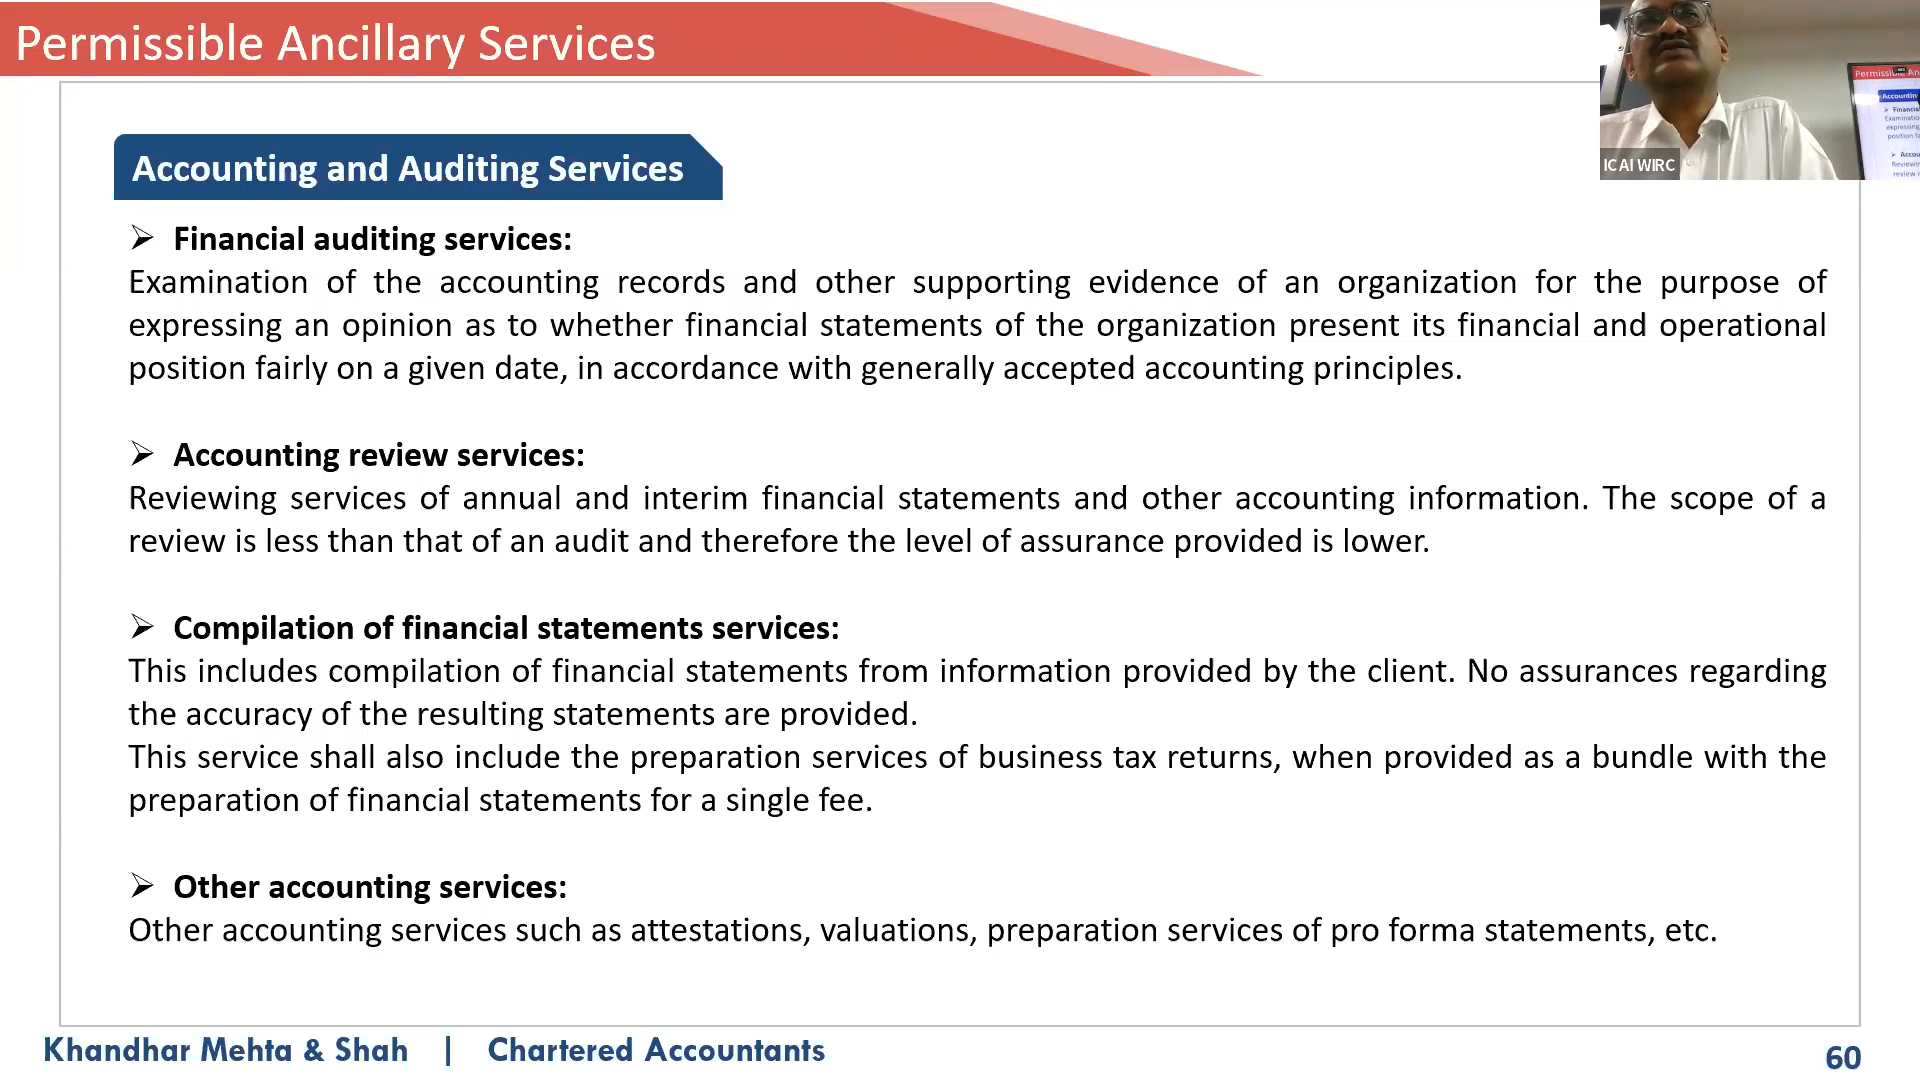 Permissible Ancillary Services
Accounting and Auditing Services
➢ Financial auditing services:
Examination of the accounting records and other supporting evidence of an organization for the purpose of
expressing an opinion as to whether financial statements of the organization present its financial and operational
position fairly on a given date, in accordance with generally accepted accounting principles.
➢ Accounting review services:
Reviewing services of annual and interim financial statements and other accounting information. The scope of a
review is less than that of an audit and therefore the level of assurance provided is lower.
➢ Compilation of financial statements services:
This includes compilation of financial statements from information provided by the client. No assurances regarding
the accuracy of the resulting statements are provided.
This service shall also include the preparation services of business tax returns, when provided as a bundle with the
preparation of financial statements for a single fee.
➢ Other accounting services:
Other accounting services such as attestations, valuations, preparation services of pro forma statements, etc.
Khandhar Mehta & Shah | Chartered Accountants
60
ICAI WIRC